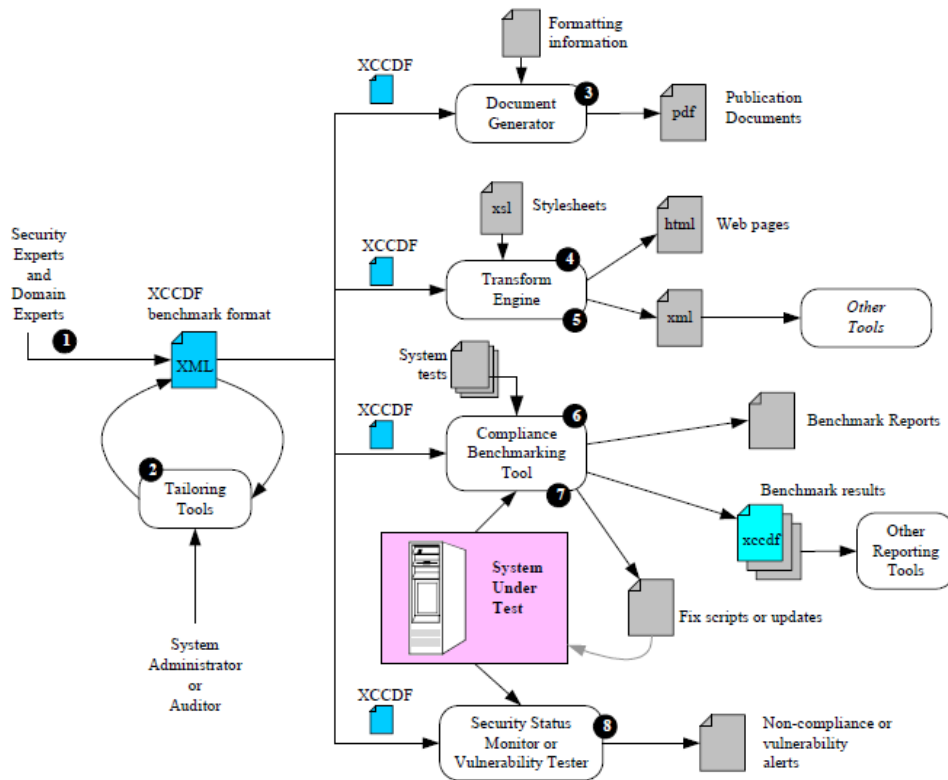 Formatting
information
XCCDF
Document
Generator
3
pdf
Publication
Documents
xsl
Stylesheets
html
Web pages
XCCDF
4
Transform
Engine
5
xml
Other
Tools
Security
Experts
and
Domain
Experts
1
XCCDF
benchmark format
XML
System
tests
XCCDF
6
Compliance
Benchmarking
Tool
7
Benchmark Reports
2
Tailoring
Tools
Benchmark results
xccdf
Other
Reporting
Tools
System
Under
Test
Fix scripts or updates
System
Administrator
or
Auditor
XCCDF
Security Status
Monitor or
Vulnerability Tester
8
Non-compliance or
vulnerability
alerts